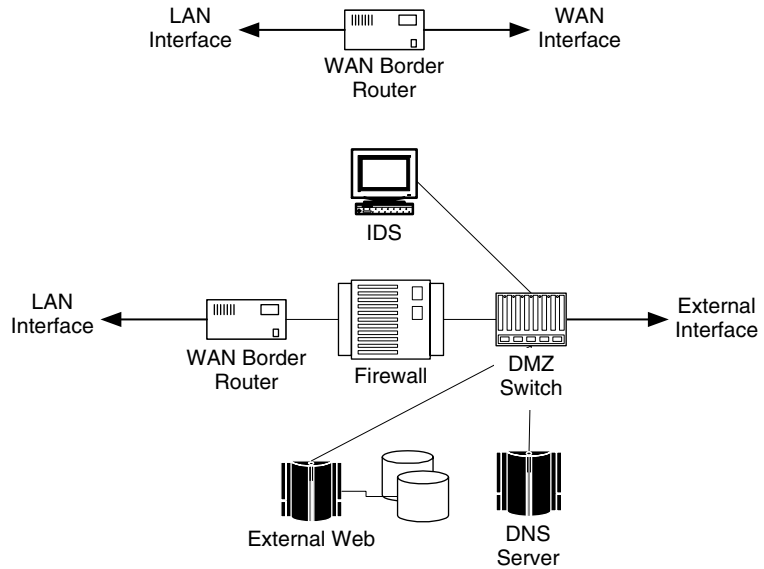 LAN
Interface
WAN Border
Router
WAN
Interface
IDS
LAN
Interface
WAN Border
Router
Firewall
DMZ
Switch
External
Interface
External Web
DNS
Server